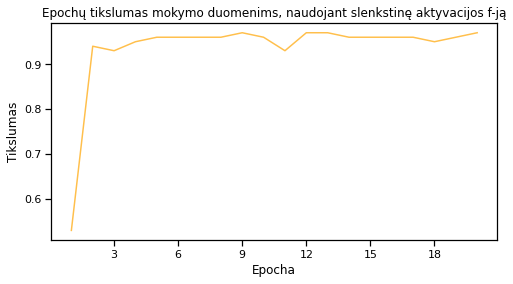 Epochų tikslumas mokymo duomenims, naudojant slenkstinę aktyvacijos f-ją
0.9
0.8
0.7
0.6
Tikslumas
3 6 9 12 15 18
Epocha